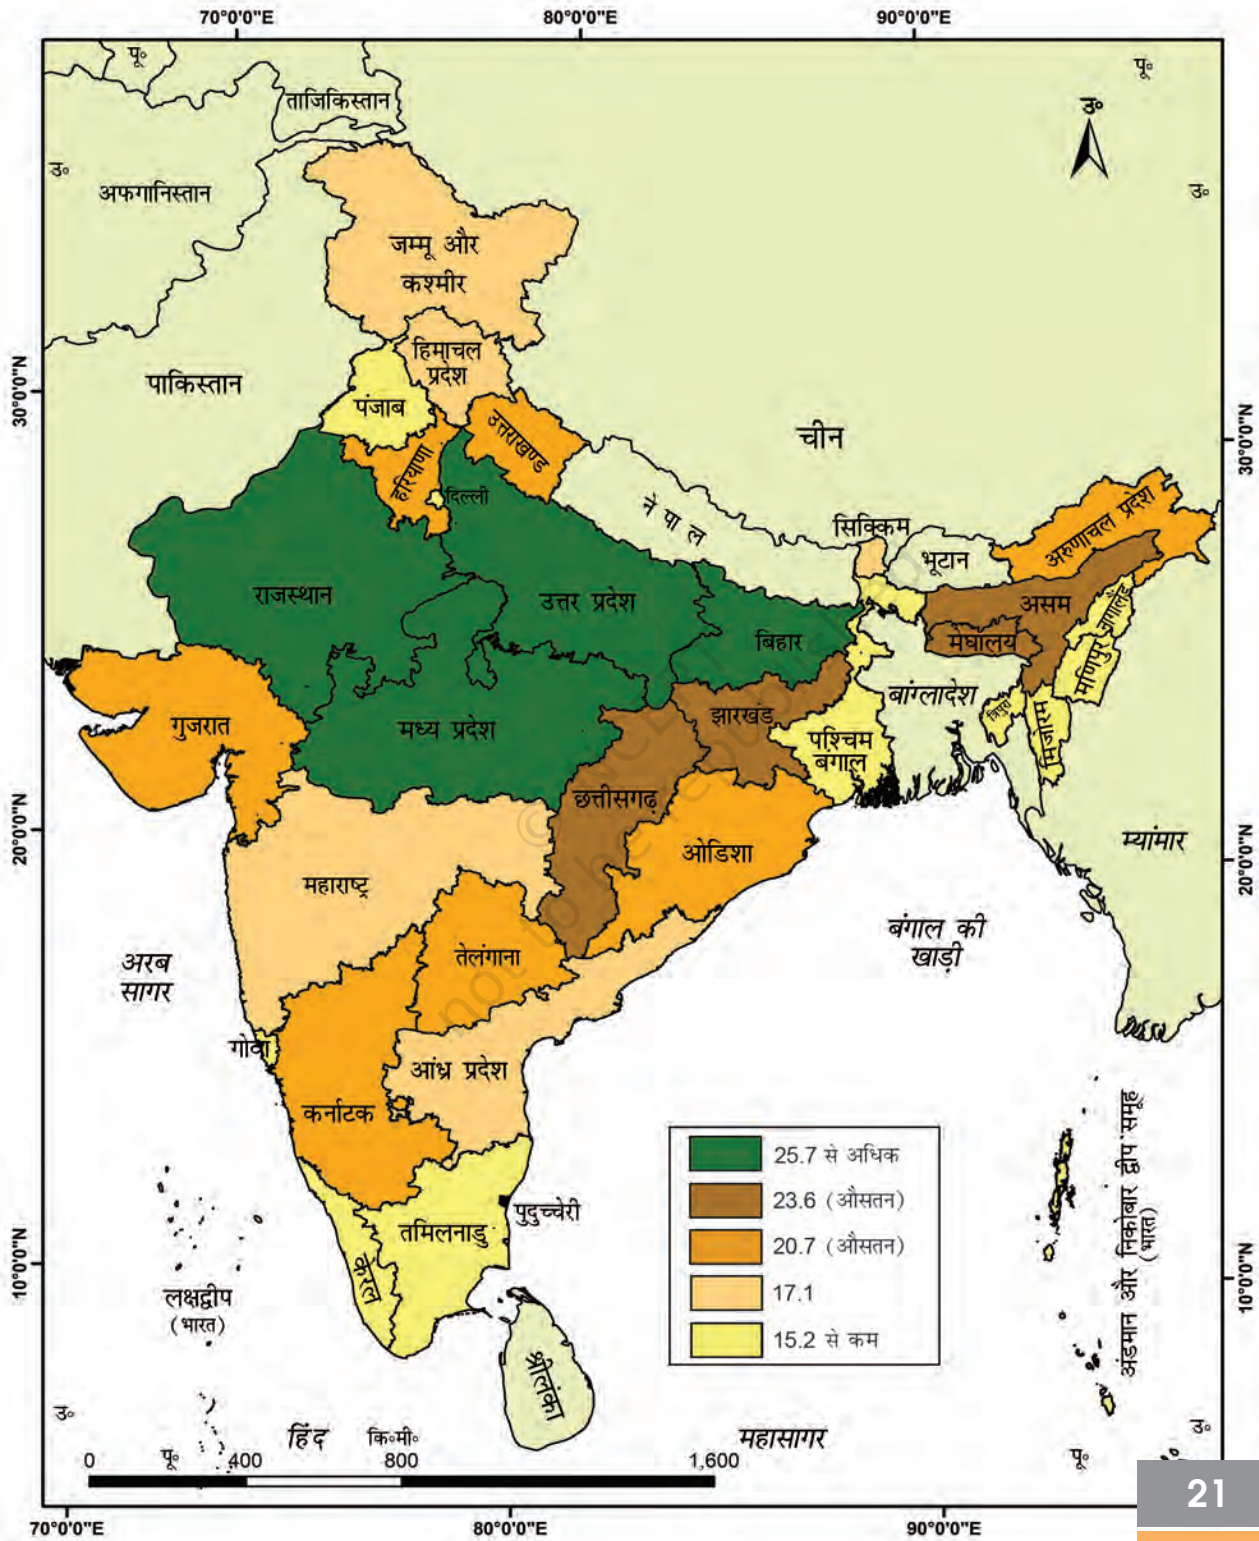 70°0'0"E 80°0'0"E 90°0'0"E
पू॰
पू॰
ताजिकिस्तान
उ॰
उ॰
अफगानिस्तान
उ॰
जम्मू और
कश्मीर
हिमाचल
प्रदेश
पाकिस्तान
30°0'0"N
पंजाब
उत्तराखण्ड
चीन
30°0'0"N
हरियाणा
दिल्ली
नेपाल
सिक्किम
भूटान
अरुणाचल प्रदेश
राजस्थान
उत्तर प्रदेश
असम
नागालैंड
बिहार
मेघालय
मणिपुर
बांग्लादेश
गुजरात
मध्य प्रदेश
झारखंड
त्रिपुरा
मिजोरम
पश्चिम
बंगाल
छत्तीसगढ़
20°0'0"N
म्यांमार
20°0'0"N
ओडिशा
महाराष्ट्र
बंगाल की
खाड़ी
तेलंगाना
अरब
सागर
गोवा
आंध्र प्रदेश
कर्नाटक
25.7 से अधिक
23.6 (औसतन)
20.7 (औसतन)
17.1
15.2 से कम
पुदुच्चेरी
तमिलनाडु
केरल
10°0'0"N
10°0'0"N
लक्षद्वीप
(भारत)
अंडमान और निकोबार द्वीप समूह
(भारत)
श्रीलंका
उ॰
उ॰
हिंद
कि॰मी॰
महासागर
पू॰
पू॰
0 400 800 1,600
21
70°0'0"E 80°0'0"E 90°0'0"E
© NCERT
not to be republished